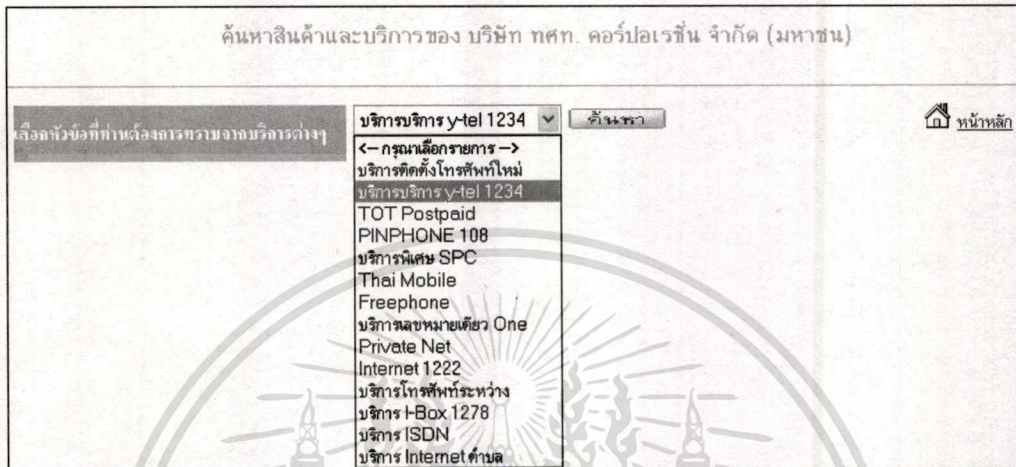 ค้นหาสินค้าและบริการของ บริษัท ทศท. คอร์ปอเรชั่น จำกัด (มหาชน)
เลือกหัวข้อที่ท่านต้องการทราบจากบริการต่างๆ
บริการบริการ y-tel 1234
ค้นหา
หน้าหลัก
<-- กรุณาเลือกรายการ -->
บริการติดตั้งโทรศัพท์ใหม่
บริการบริการ y-tel 1234
TOT Postpaid
PINPHONE 108
บริการพิเศษ SPC
Thai Mobile
Freephone
บริการเลขหมายเดียว One
Private Net
Internet 1222
บริการโทรศัพท์ระหว่าง
บริการ I-Box 1278
บริการ ISDN
บริการ Internet ตำบล